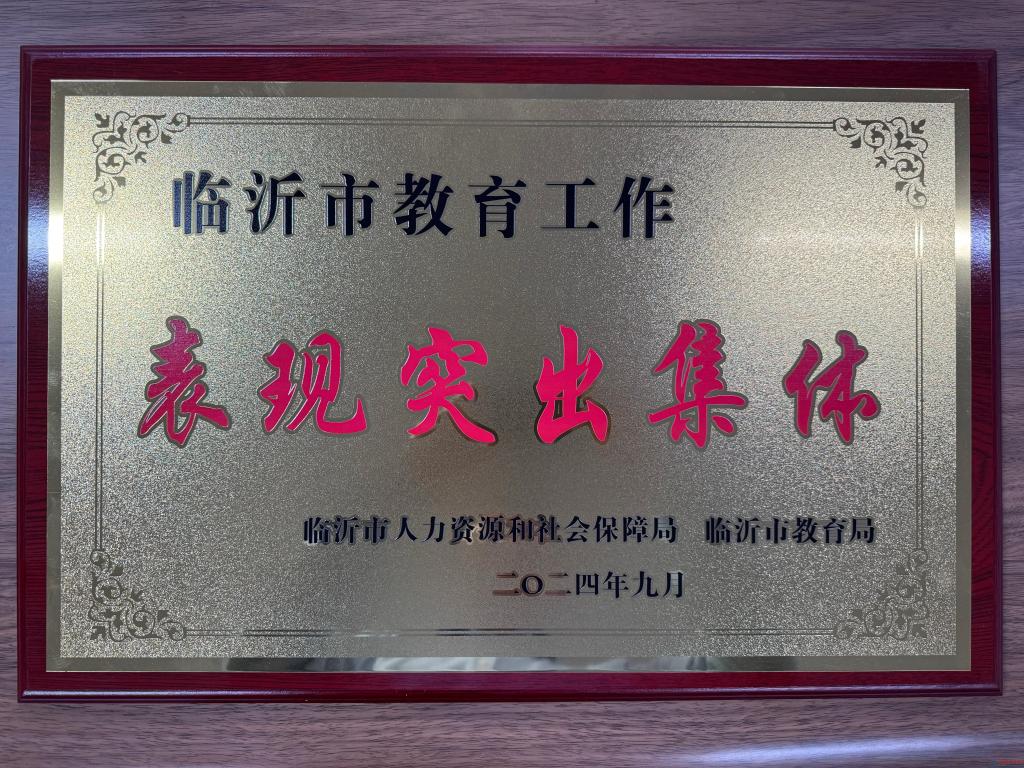 临沂市教育工作
表现突出集体
临沂市人力资源和社会保障局 临沂市教育局
二〇二四年九月